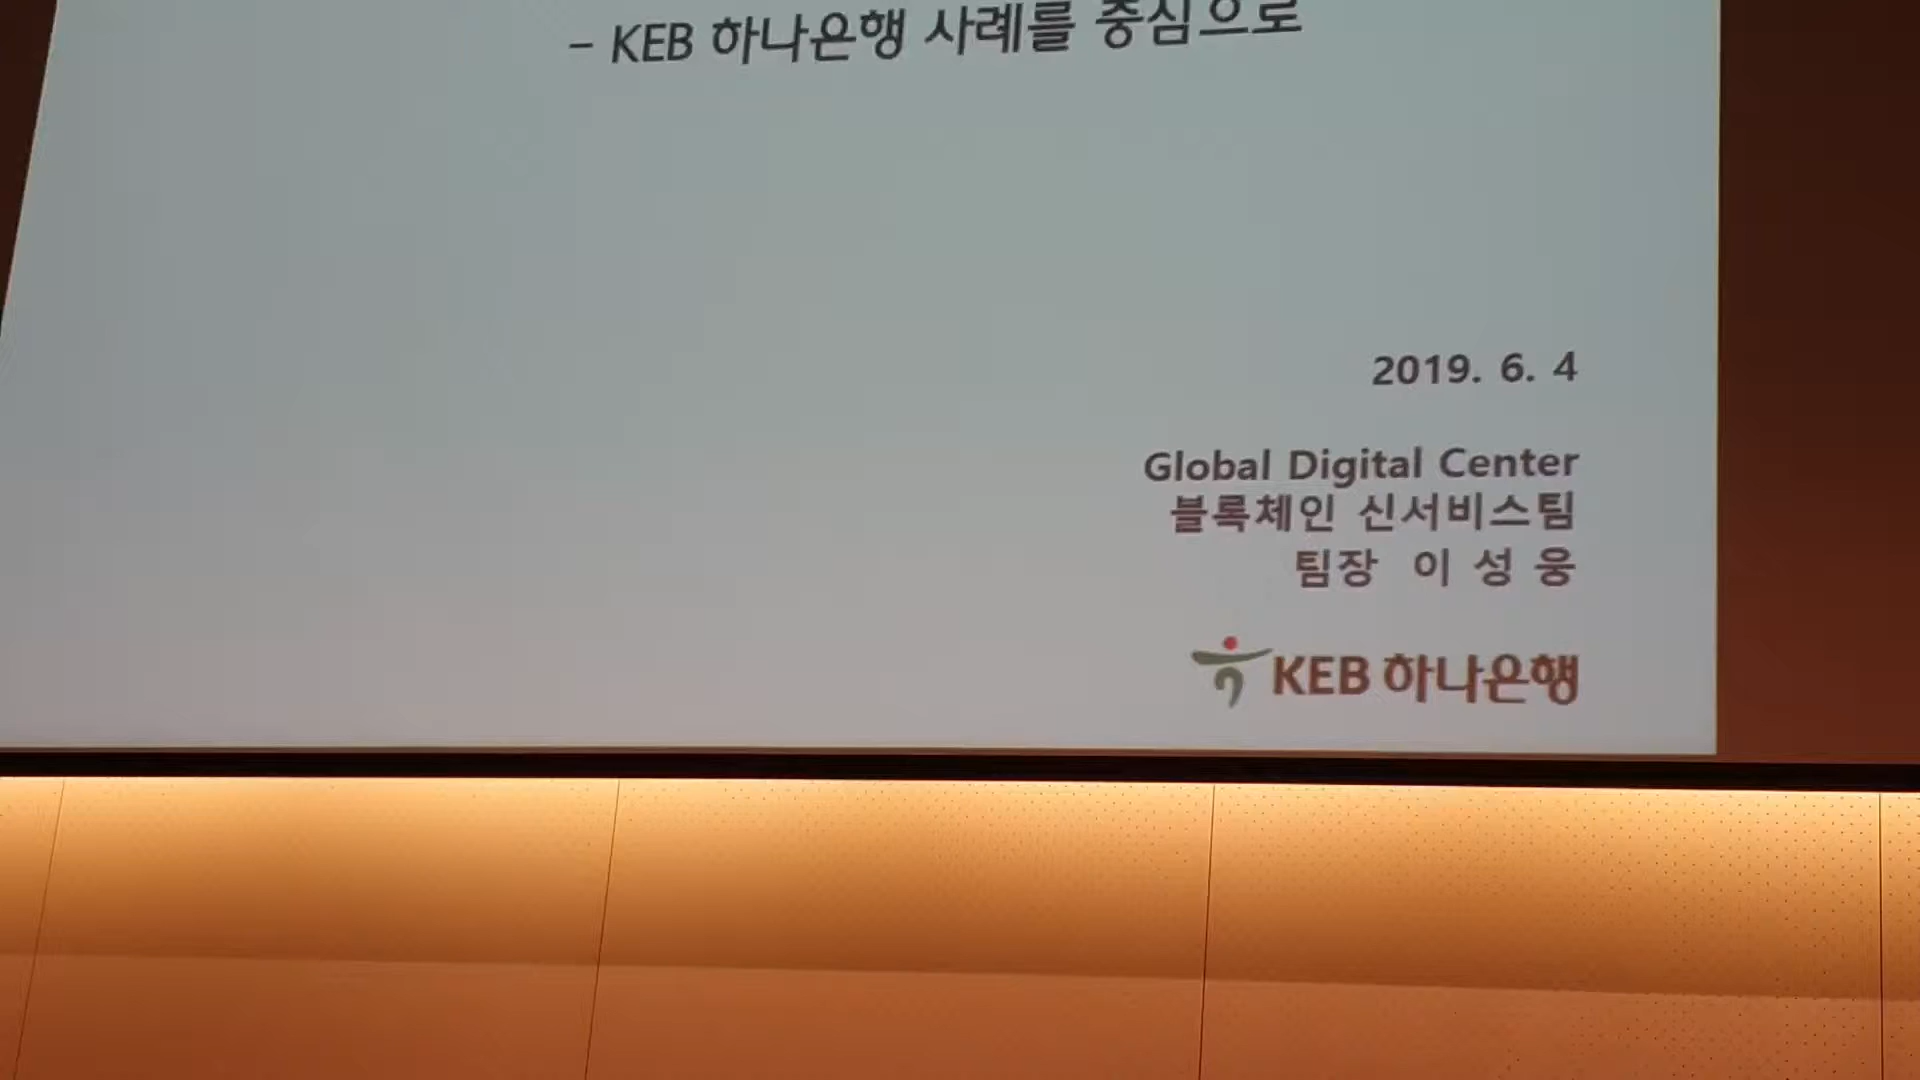 - KEB 하나은행 사례를 중심으로
2019. 6. 4
Global Digital Center
블록체인 신서비스팀
팀장 이 성 웅
KEB 하나은행